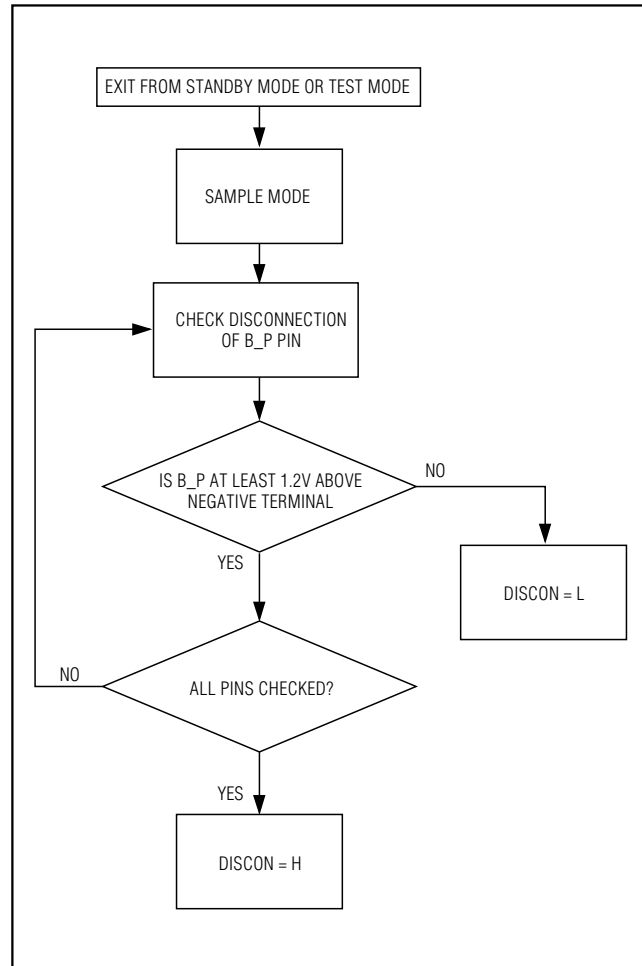 EXIT FROM STANDBY MODE OR TEST MODE
SAMPLE MODE
CHECK DISCONNECTION
OF B_P PIN
IS B_P AT LEAST 1.2V ABOVE
NEGATIVE TERMINAL
NO
YES
DISCON = L
NO
ALL PINS CHECKED?
YES
DISCON = H